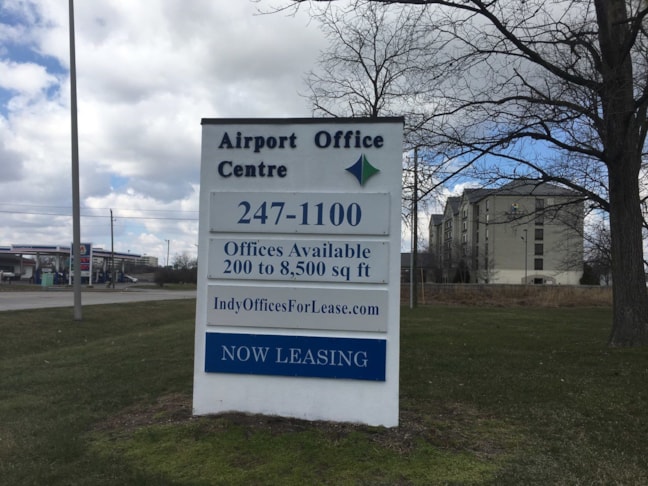 Airport Office
Centre
247-1100
Offices Available
200 to 8,500 sq ft
IndyOfficesForLease.com
NOW LEASING